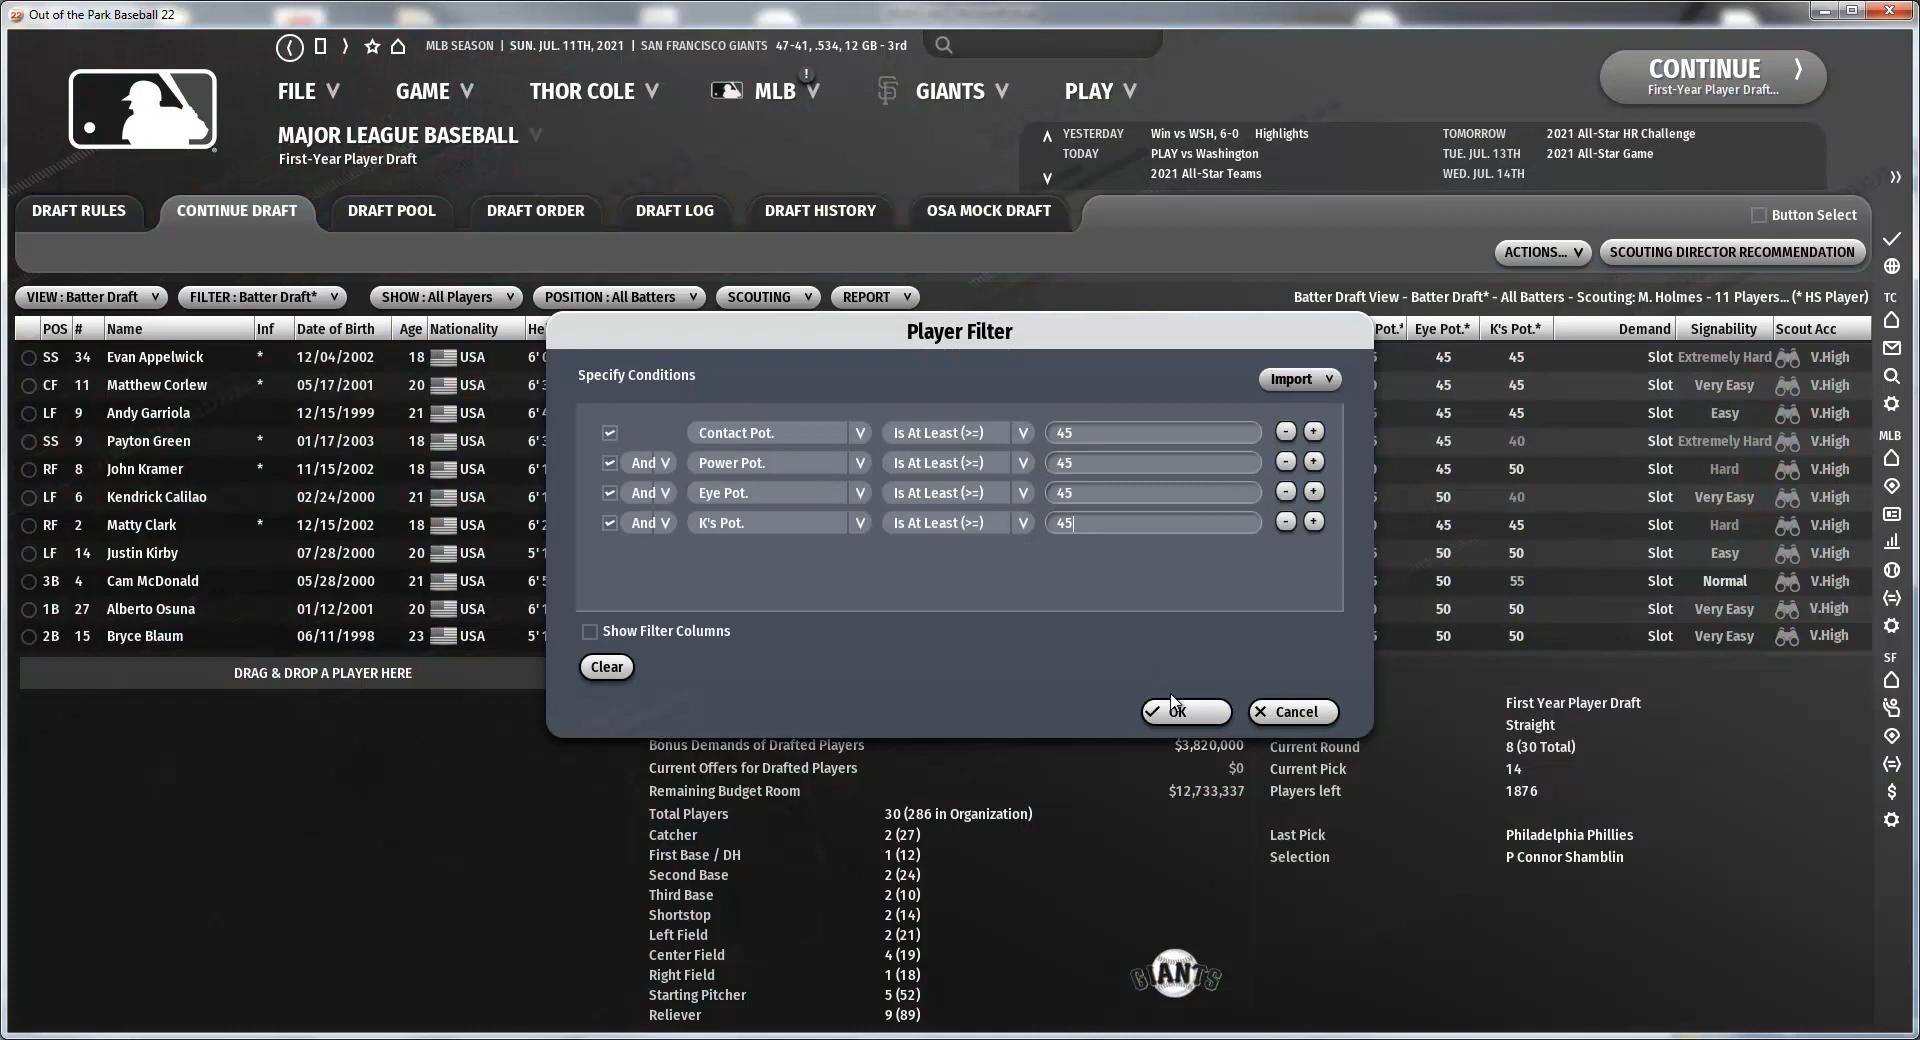 Out of the Park Baseball 22
MLB SEASON | SUN. JUL. 11TH, 2021 | SAN FRANCISCO GIANTS 47-41, .534, 12 GB - 3rd
FILE GAME THOR COLE MLB ! GIANTS PLAY
CONTINUE
First-Year Player Draft...
MAJOR LEAGUE BASEBALL
First-Year Player Draft
YESTERDAY Win vs WSH, 6-0 Highlights TOMORROW 2021 All-Star HR Challenge
TODAY PLAY vs Washington TUE. JUL. 13TH 2021 All-Star Game
2021 All-Star Teams WED. JUL. 14TH
DRAFT RULES CONTINUE DRAFT DRAFT POOL DRAFT ORDER DRAFT LOG DRAFT HISTORY OSA MOCK DRAFT Button Select
ACTIONS... SCOUTING DIRECTOR RECOMMENDATION
VIEW : Batter Draft FILTER : Batter Draft* SHOW : All Players POSITION : All Batters SCOUTING REPORT Batter Draft View - Batter Draft* - All Batters - Scouting: M. Holmes - 11 Players... (* HS Player)
POS # Name Inf Date of Birth Age Nationality He Pot.* Eye Pot.* K's Pot.* Demand Signability Scout Acc
SS 34 Evan Appelwick * 12/04/2002 18 USA 45 45 Slot Extremely Hard V.High
CF 11 Matthew Corlew * 05/17/2001 20 USA 45 45 Slot Very Easy V.High
LF 9 Andy Garriola 12/15/1999 21 USA 45 45 Slot Easy V.High
SS 9 Payton Green * 01/17/2003 18 USA 45 40 Slot Extremely Hard V.High
RF 8 John Kramer * 11/15/2002 18 USA 45 50 Slot Hard V.High
LF 6 Kendrick Calilao 02/24/2000 21 USA 50 40 Slot Very Easy V.High
RF 2 Matty Clark * 12/15/2002 18 USA 45 45 Slot Hard V.High
LF 14 Justin Kirby 07/28/2000 20 USA 50 50 Slot Easy V.High
3B 4 Cam McDonald 05/28/2000 21 USA 50 55 Slot Normal V.High
1B 27 Alberto Osuna 01/12/2001 20 USA 50 50 Slot Very Easy V.High
2B 15 Bryce Blaum 06/11/1998 23 USA 50 50 Slot Very Easy V.High
DRAG & DROP A PLAYER HERE
Player Filter
Specify Conditions
Import
Contact Pot. Is At Least (>=) 45 - +
And Power Pot. Is At Least (>=) 45 - +
And Eye Pot. Is At Least (>=) 45 - +
And K's Pot. Is At Least (>=) 45 - +
Show Filter Columns
Clear
OK Cancel
Bonus Demands of Drafted Players $3,820,000
Current Offers for Drafted Players $0
Remaining Budget Room $12,733,337
Total Players 30 (286 in Organization)
Catcher 2 (27)
First Base / DH 1 (12)
Second Base 2 (24)
Third Base 2 (10)
Shortstop 2 (14)
Left Field 2 (21)
Center Field 4 (19)
Right Field 1 (18)
Starting Pitcher 5 (52)
Reliever 9 (89)
First Year Player Draft
Straight
Current Round 8 (30 Total)
Current Pick 14
Players left 1876
Last Pick Philadelphia Phillies
Selection P Connor Shamblin
GIANTS
TC
MLB
SF